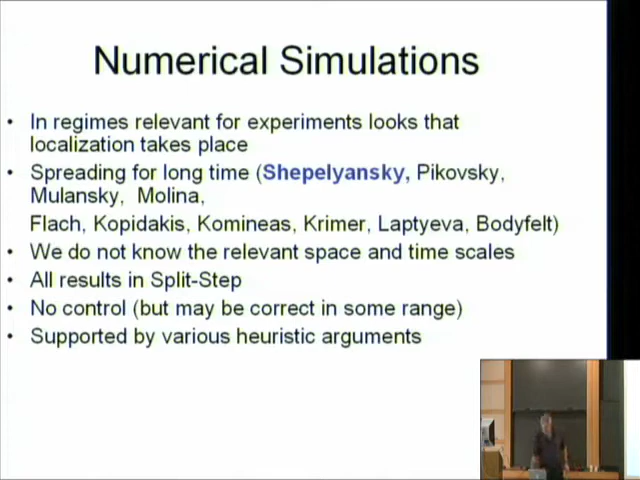 Numerical Simulations
• In regimes relevant for experiments looks that
localization takes place
• Spreading for long time (Shepelyansky, Pikovsky,
Mulansky, Molina,
Flach, Kopidakis, Komineas, Krimer, Laptyeva, Bodyfelt)
• We do not know the relevant space and time scales
• All results in Split-Step
• No control (but may be correct in some range)
• Supported by various heuristic arguments